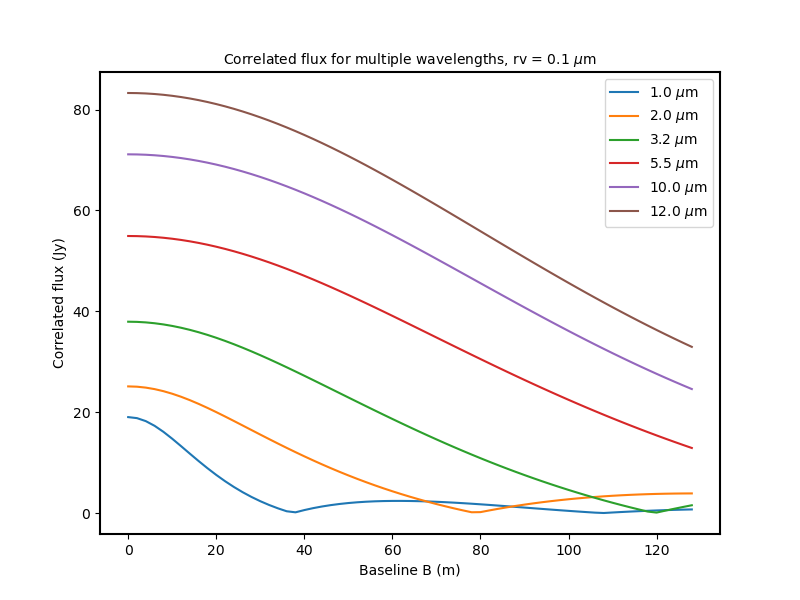 Correlated flux for multiple wavelengths, rv = 0.1 μm
1.0 μm
2.0 μm
3.2 μm
5.5 μm
10.0 μm
12.0 μm
80
60
40
20
0
Correlated flux (Jy)
0 20 40 60 80 100 120
Baseline B (m)